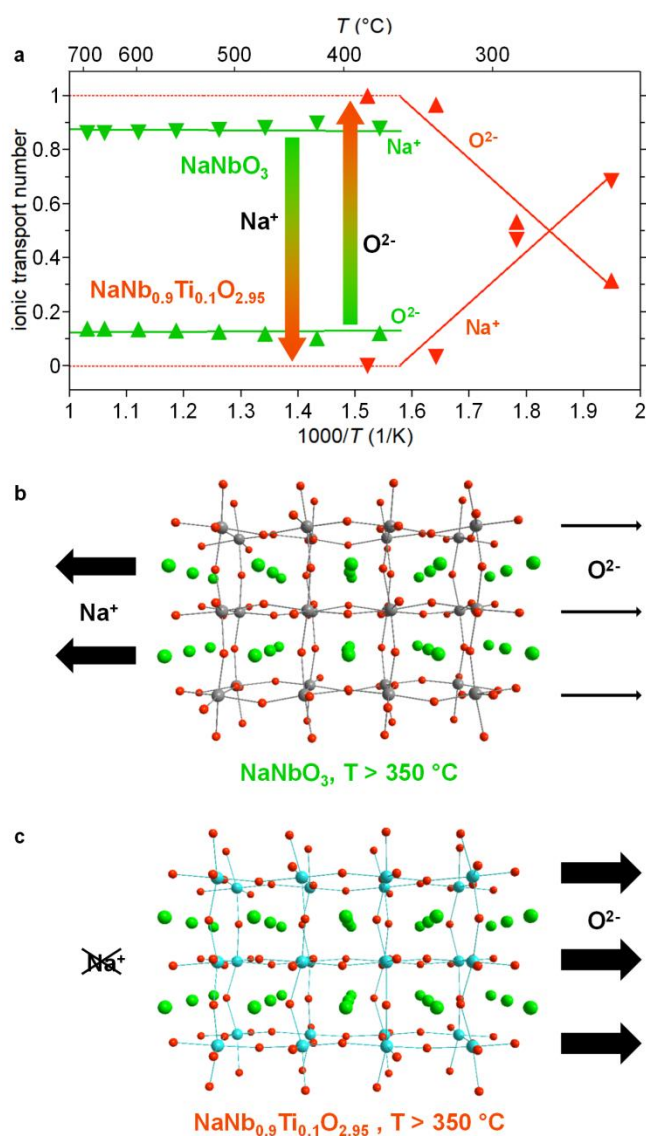 T (°C)
700 600 500 400 300
a
1
0.8
0.6
0.4
0.2
0
ionic transport number
NaNbO₃
Na⁺
O²⁻
Na⁺
O²⁻
NaNb₀.₉Ti₀.₁O₂.₉₅
O²⁻
Na⁺
1 1.1 1.2 1.3 1.4 1.5 1.6 1.7 1.8 1.9 2
1000/T (1/K)
b
Na⁺
O²⁻
NaNbO₃, T > 350 °C
c
Na⁺
O²⁻
NaNb₀.₉Ti₀.₁O₂.₉₅ , T > 350 °C